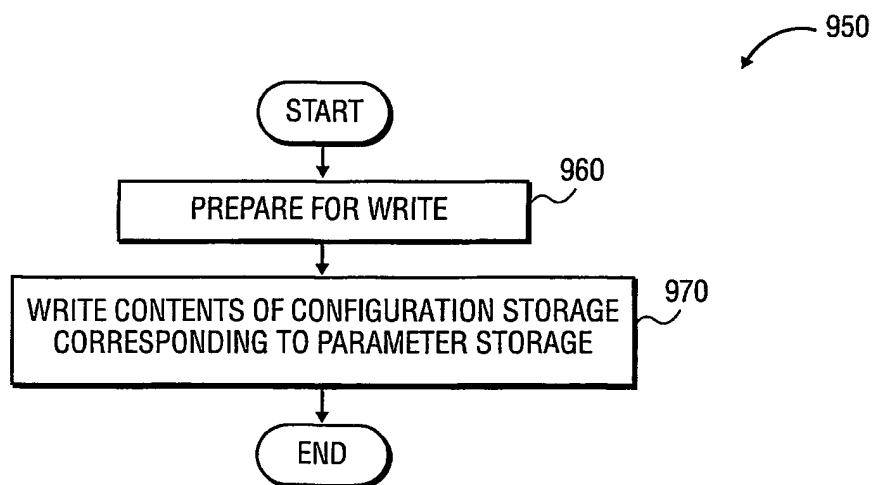 950
START
960
PREPARE FOR WRITE
970
WRITE CONTENTS OF CONFIGURATION STORAGE
CORRESPONDING TO PARAMETER STORAGE
END